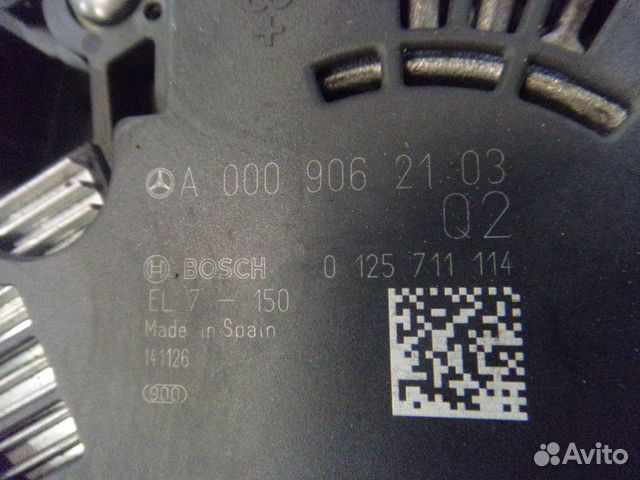 B+
A 000 906 21 03
Q2
BOSCH 0 125 711 114
EL 7 - 150
Made in Spain
141126
900
Avito